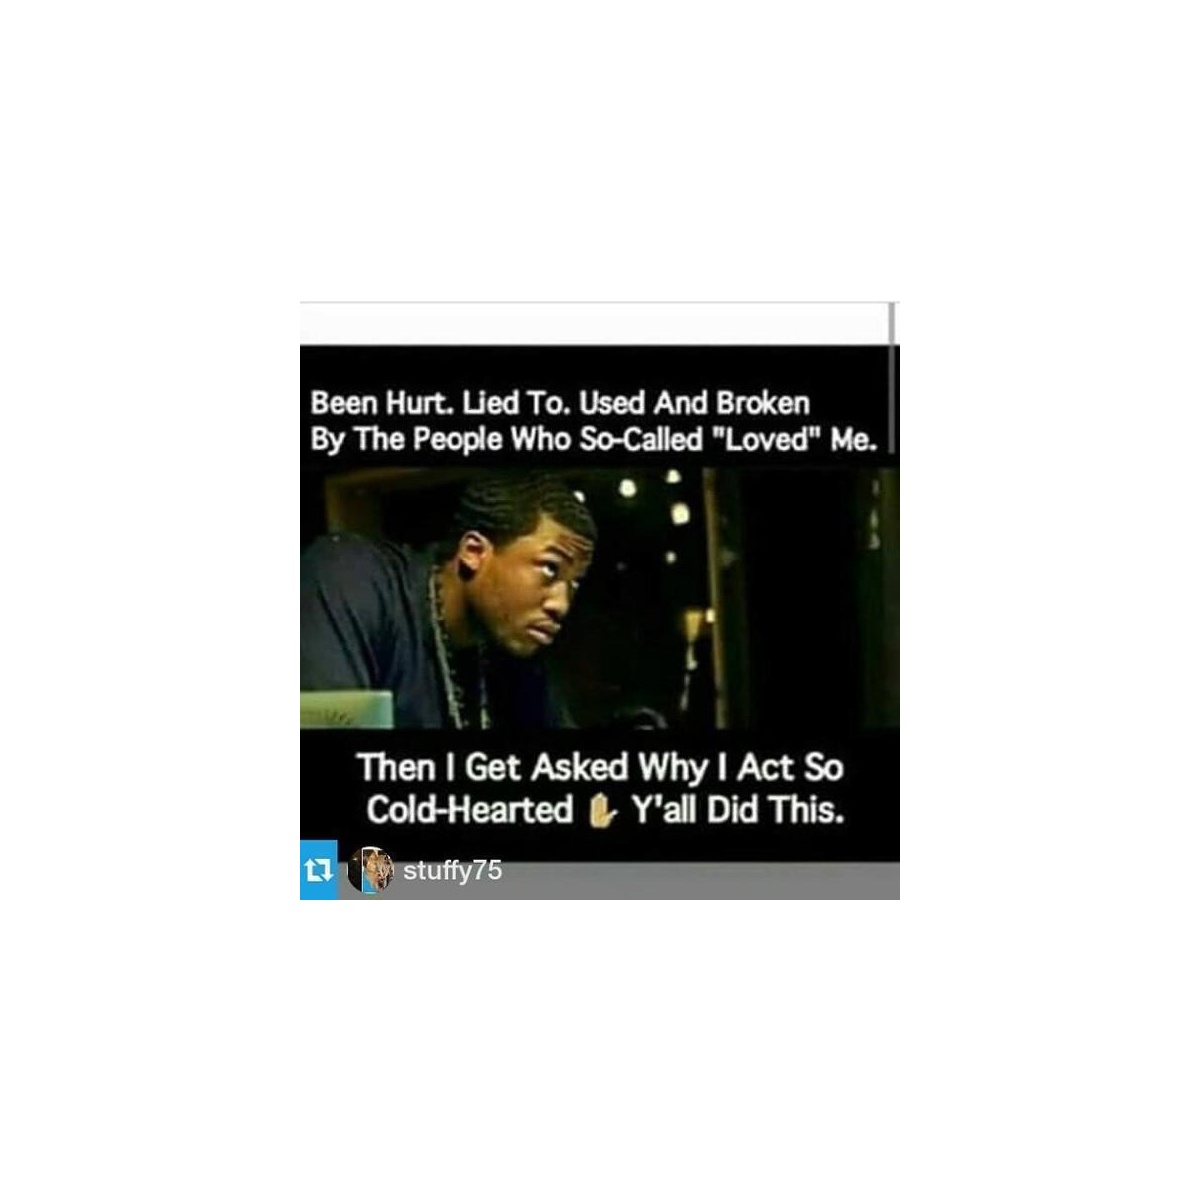 Been Hurt. Lied To. Used And Broken
By The People Who So-Called "Loved" Me.
Then I Get Asked Why I Act So
Cold-Hearted ✋ Y'all Did This.
stuffy75